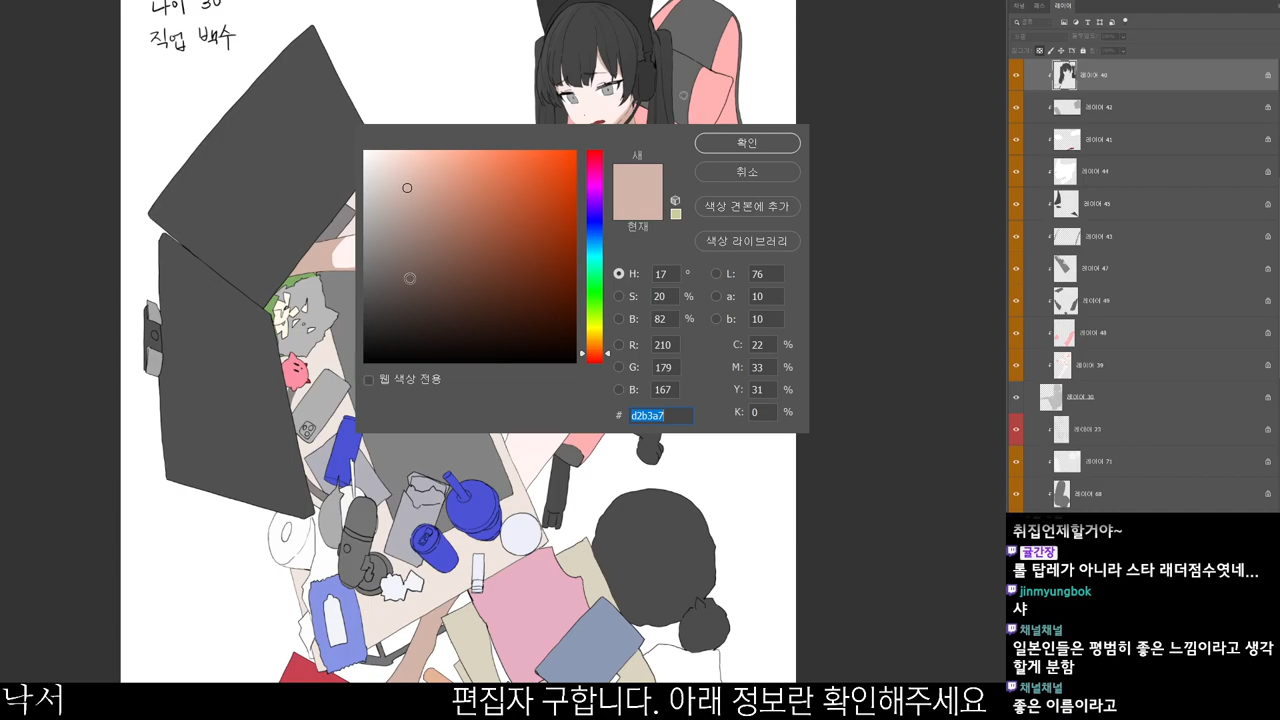 나이 30
직업 백수
채널
패스
레이어
확인
취소
색상 견본에 추가
색상 라이브러리
새
현재
H: 17 °
S: 20 %
B: 82 %
R: 210
G: 179
B: 167
L: 76
a: 10
b: 10
C: 22 %
M: 33 %
Y: 31 %
K: 0 %
# d2b3a7
웹 색상 전용
레이어 40
레이어 42
레이어 41
레이어 44
레이어 45
레이어 43
레이어 47
레이어 49
레이어 48
레이어 39
레이어 30
레이어 23
레이어 71
레이어 68
취집언제할거야~
귤간장
롤 탑레가 아니라 스타 래더점수엿네...
jinmyungbok
샤
채널채널
일본인들은 평범히 좋은 느낌이라고 생각
할게 분함
채널채널
좋은 이름이라고
낙서
편집자 구합니다. 아래 정보란 확인해주세요